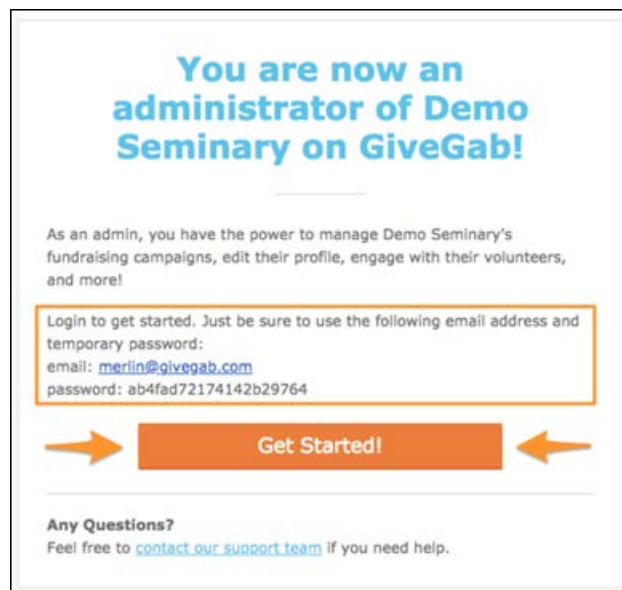 You are now an
administrator of Demo
Seminary on GiveGab!
As an admin, you have the power to manage Demo Seminary's
fundraising campaigns, edit their profile, engage with their volunteers,
and more!
Login to get started. Just be sure to use the following email address and
temporary password:
email: merlin@givegab.com
password: ab4fad72174142b29764
Get Started!
Any Questions?
Feel free to contact our support team if you need help.